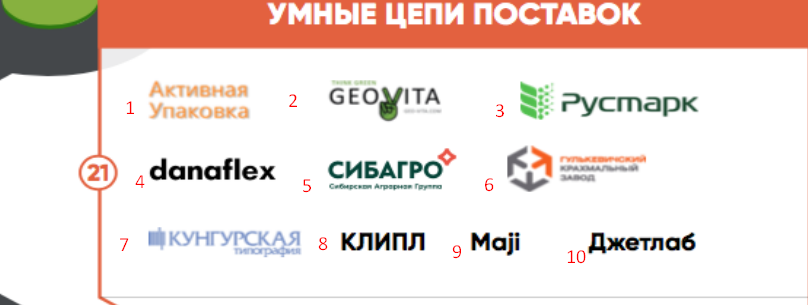 УМНЫЕ ЦЕПИ ПОСТАВОК
1 Активная Упаковка
2 THINK GREEN GEOVITA GEO-VITA.COM
3 Рустарк
21
4 danaflex
5 СИБАГРО Сибирская Аграрная Группа
6 ГУЛЬКЕВИЧСКИЙ КРАХМАЛЬНЫЙ ЗАВОД
7 КУНГУРСКАЯ типография
8 КЛИПЛ
9 Maji
10 Джетлаб